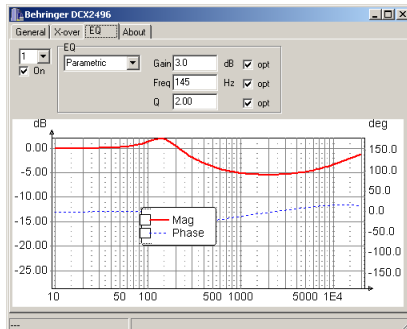 Behringer DCX2496
General X-over EQ About
EQ
1 Parametric Gain 3.0 dB opt
On
Freq 145 Hz opt
Q 2.00 opt
dB deg
0.00 150.0
-5.00 100.0
50.0
-10.00
0.0
-15.00
-50.0
-20.00
-100.0
-25.00
-150.0
Mag
Phase
10 50 100 500 1000 5000 1E4
---